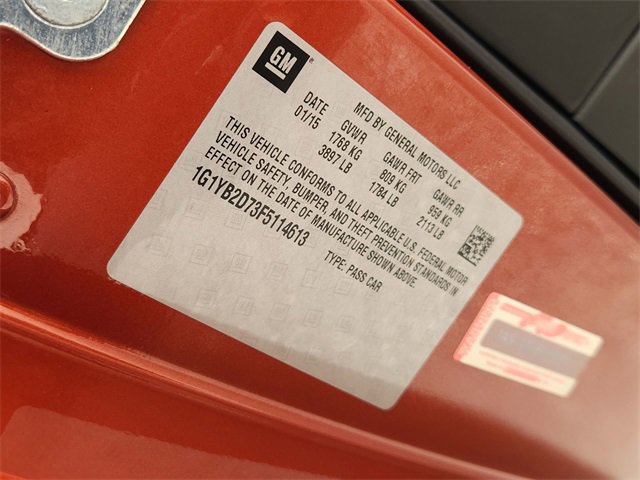 GM
MFD BY GENERAL MOTORS LLC
DATE GVWR GAWR FRT GAWR RR
01/15 1768 KG 809 KG 959 KG
3897 LB 1784 LB 2113 LB
THIS VEHICLE CONFORMS TO ALL APPLICABLE U.S. FEDERAL MOTOR
VEHICLE SAFETY, BUMPER, AND THEFT PREVENTION STANDARDS IN
EFFECT ON THE DATE OF MANUFACTURE SHOWN ABOVE.
1G1YB2D73F5114613
TYPE: PASS CAR